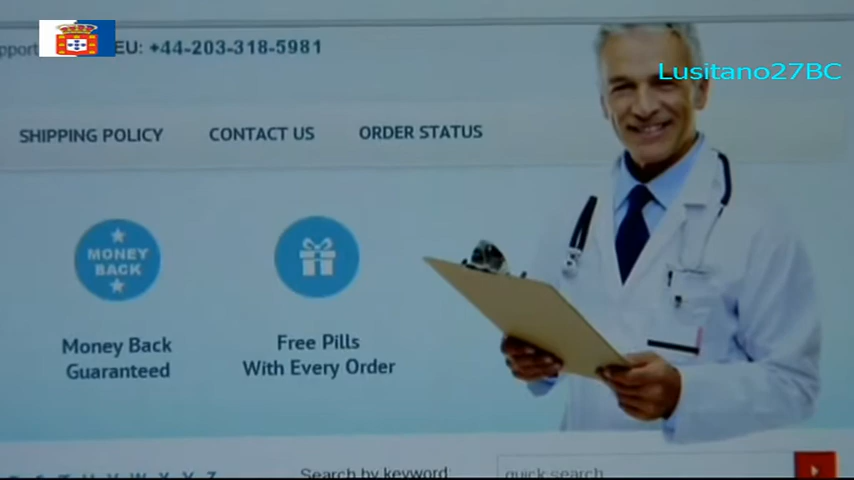 EU: +44-203-318-5981
Lusitano27BC
SHIPPING POLICY CONTACT US ORDER STATUS
MONEY
BACK
Money Back
Guaranteed
Free Pills
With Every Order
Search by keyword: quick search